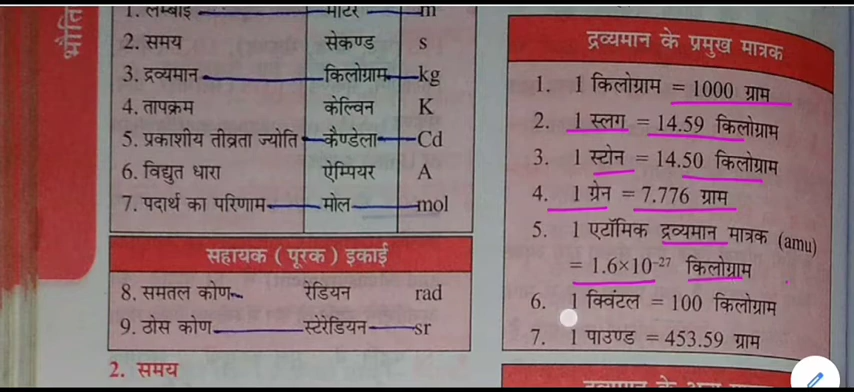 भौति
1. लम्बाई मीटर m
2. समय सेकण्ड s
3. द्रव्यमान किलोग्राम kg
4. तापक्रम केल्विन K
5. प्रकाशीय तीव्रता ज्योति कैण्डेला Cd
6. विद्युत धारा ऐम्पियर A
7. पदार्थ का परिणाम मोल mol
सहायक ( पूरक ) इकाई
8. समतल कोण रेडियन rad
9. ठोस कोण स्टेरेडियन sr
2. समय
द्रव्यमान के प्रमुख मात्रक
1. 1 किलोग्राम = 1000 ग्राम
2. 1 स्लग = 14.59 किलोग्राम
3. 1 स्टोन = 14.50 किलोग्राम
4. 1 ग्रेन = 7.776 ग्राम
5. 1 एटॉमिक द्रव्यमान मात्रक (amu)
= 1.6×10⁻²⁷ किलोग्राम
6. 1 क्विंटल = 100 किलोग्राम
7. 1 पाउण्ड = 453.59 ग्राम